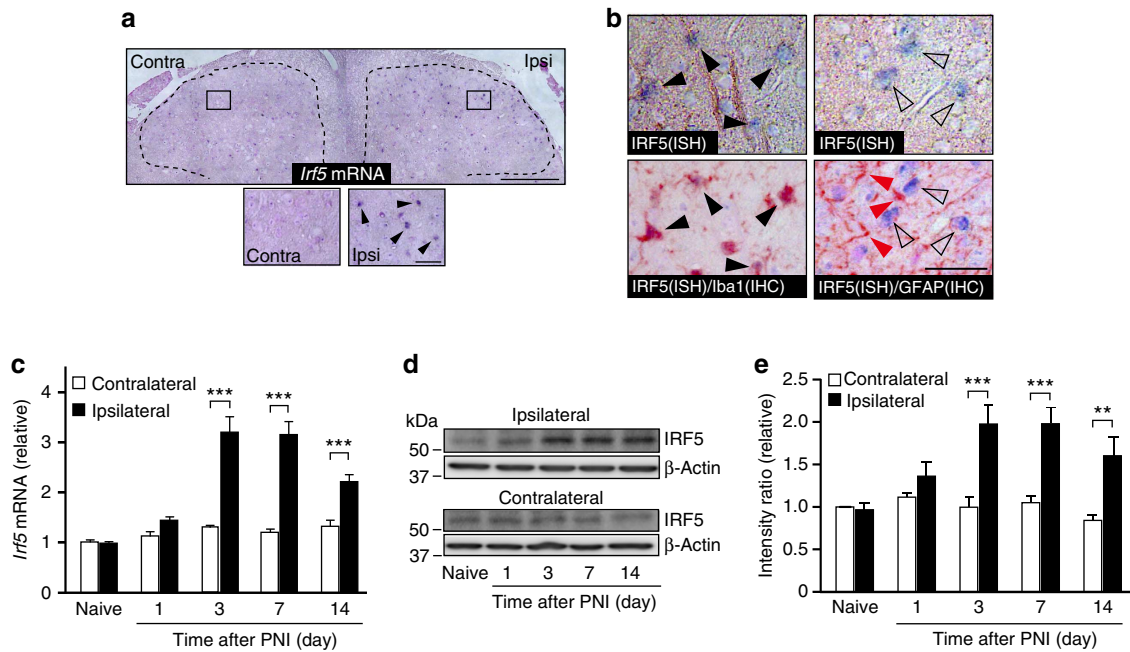 a
Contra
Ipsi
Irf5 mRNA
Contra
Ipsi
b
IRF5(ISH)
IRF5(ISH)
IRF5(ISH)/Iba1(IHC)
IRF5(ISH)/GFAP(IHC)
c
Irf5 mRNA (relative)
4
3
2
1
0
Contralateral
Ipsilateral
***
***
***
Naive 1 3 7 14
Time after PNI (day)
d
kDa
Ipsilateral
50
IRF5
37
β-Actin
Contralateral
50
IRF5
37
β-Actin
Naive 1 3 7 14
Time after PNI (day)
e
Intensity ratio (relative)
2.5
2.0
1.5
1.0
0.5
0
Contralateral
Ipsilateral
***
***
**
Naive 1 3 7 14
Time after PNI (day)